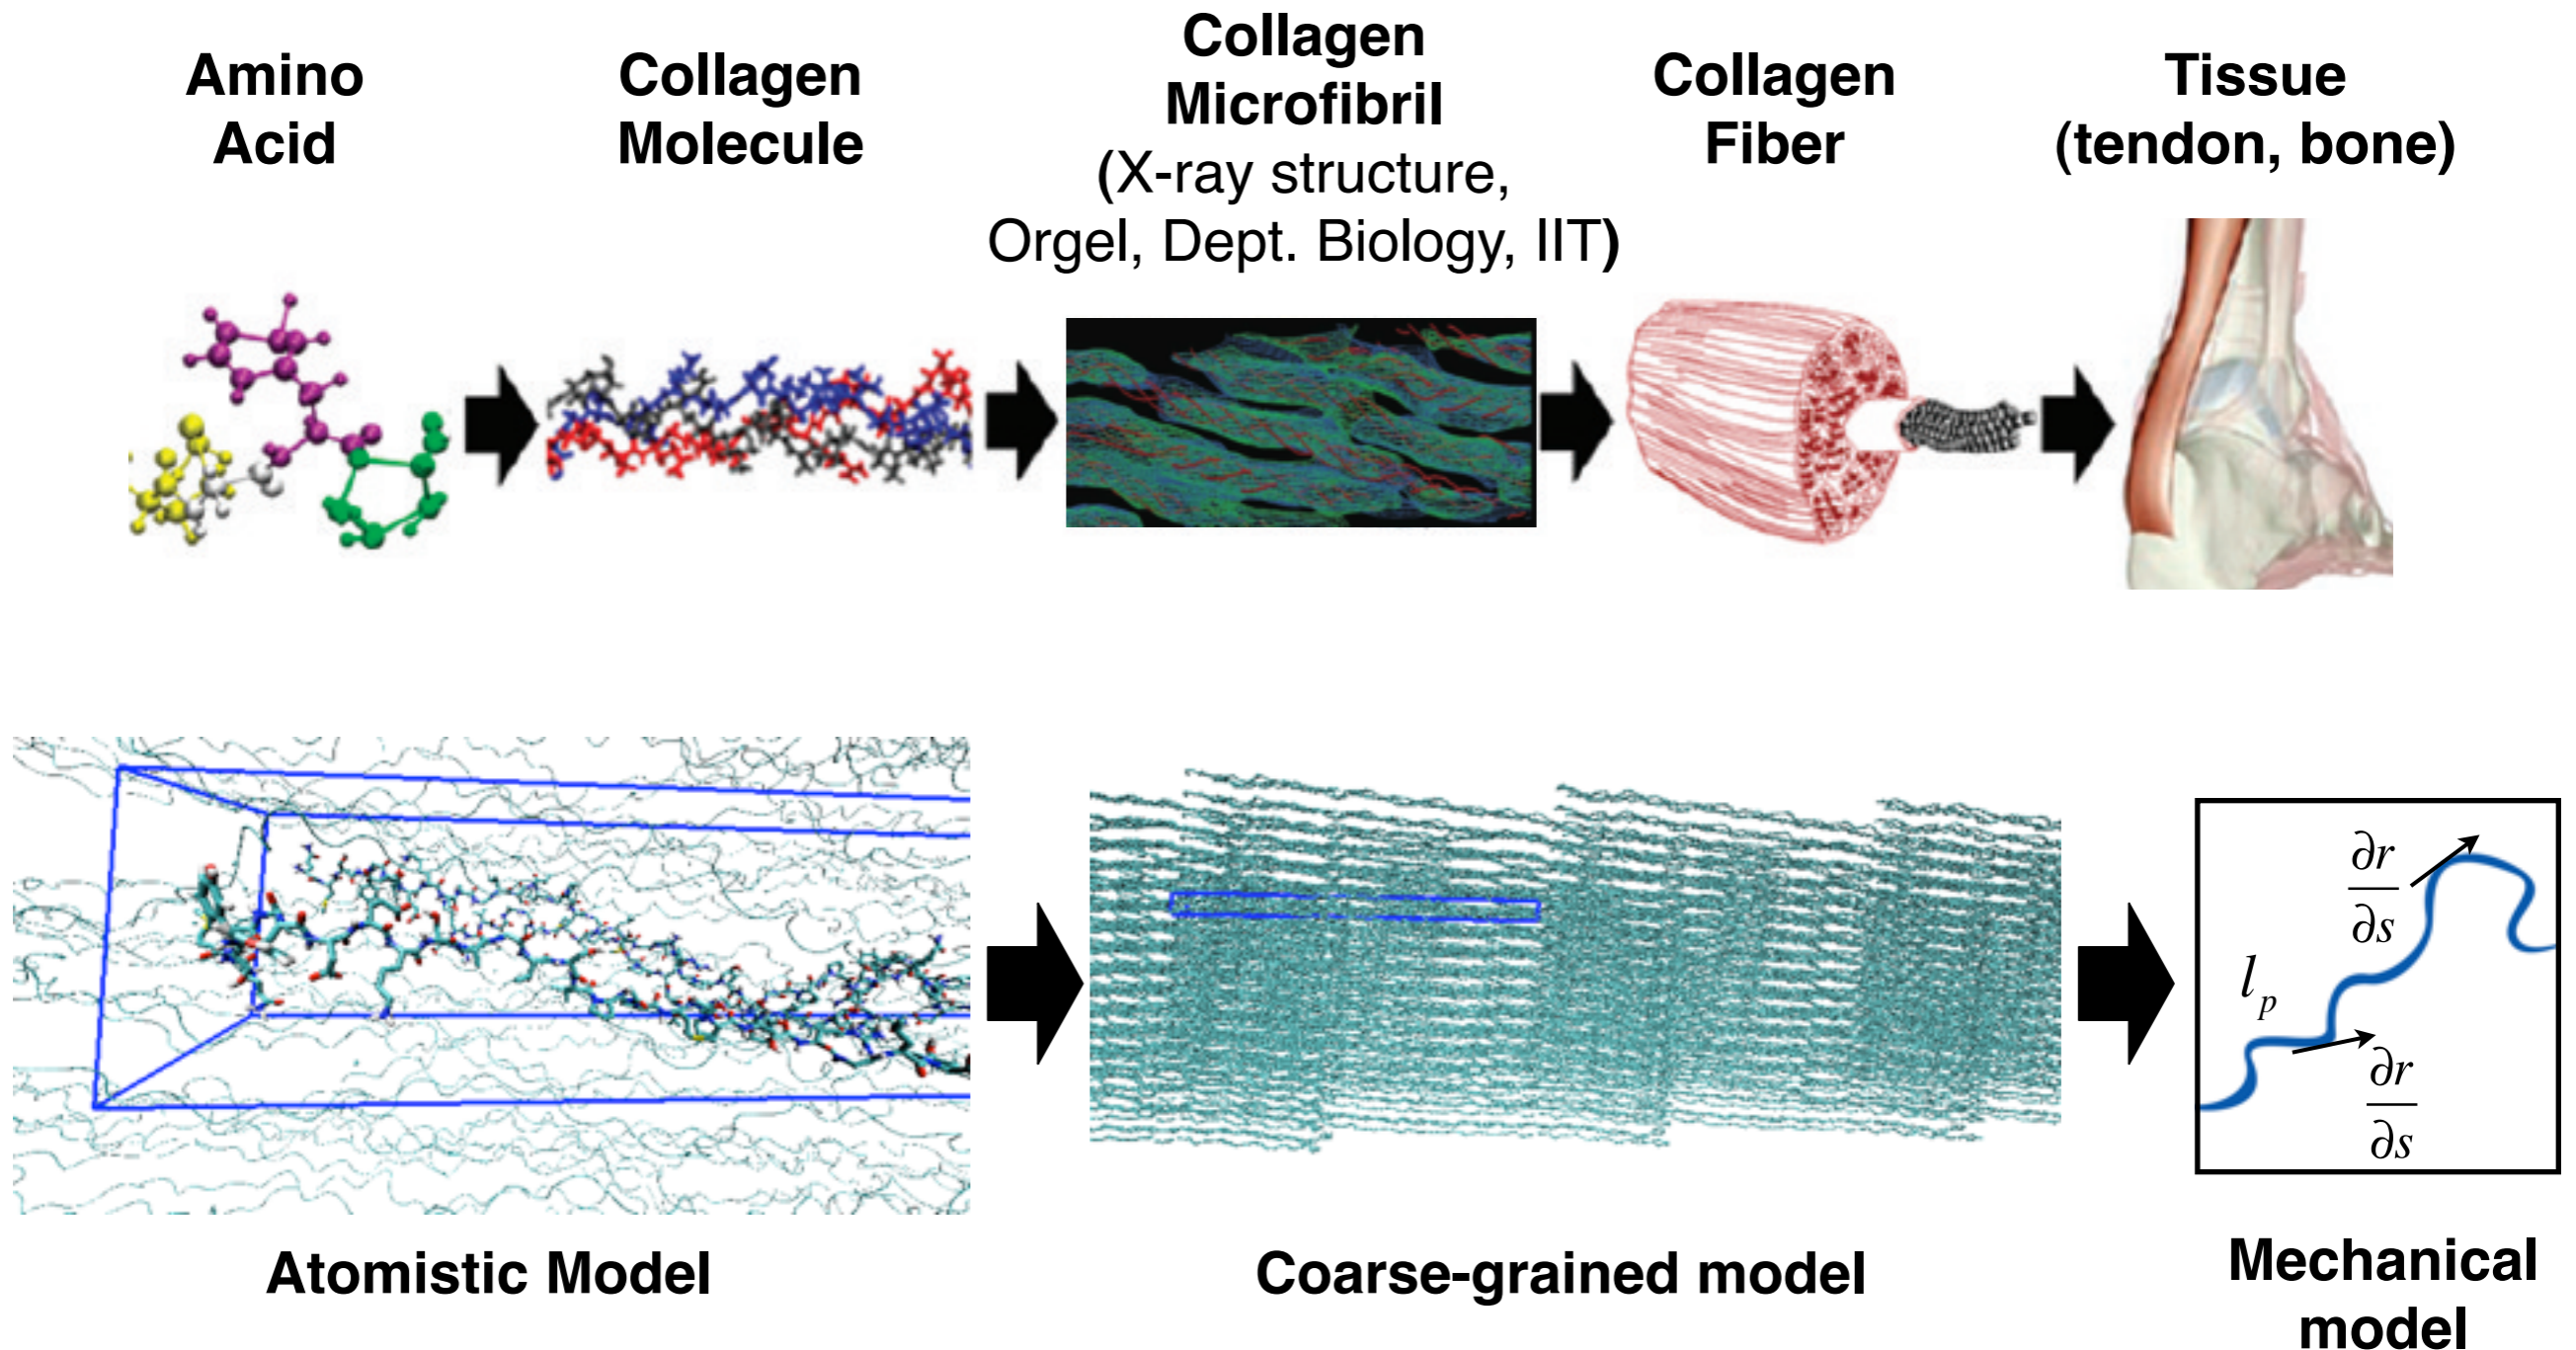 Amino
Acid
Collagen
Molecule
Collagen
Microfibril
(X-ray structure,
Orgel, Dept. Biology, IIT)
Collagen
Fiber
Tissue
(tendon, bone)
∂r
∂s
l_p
∂r
∂s
Atomistic Model
Coarse-grained model
Mechanical
model